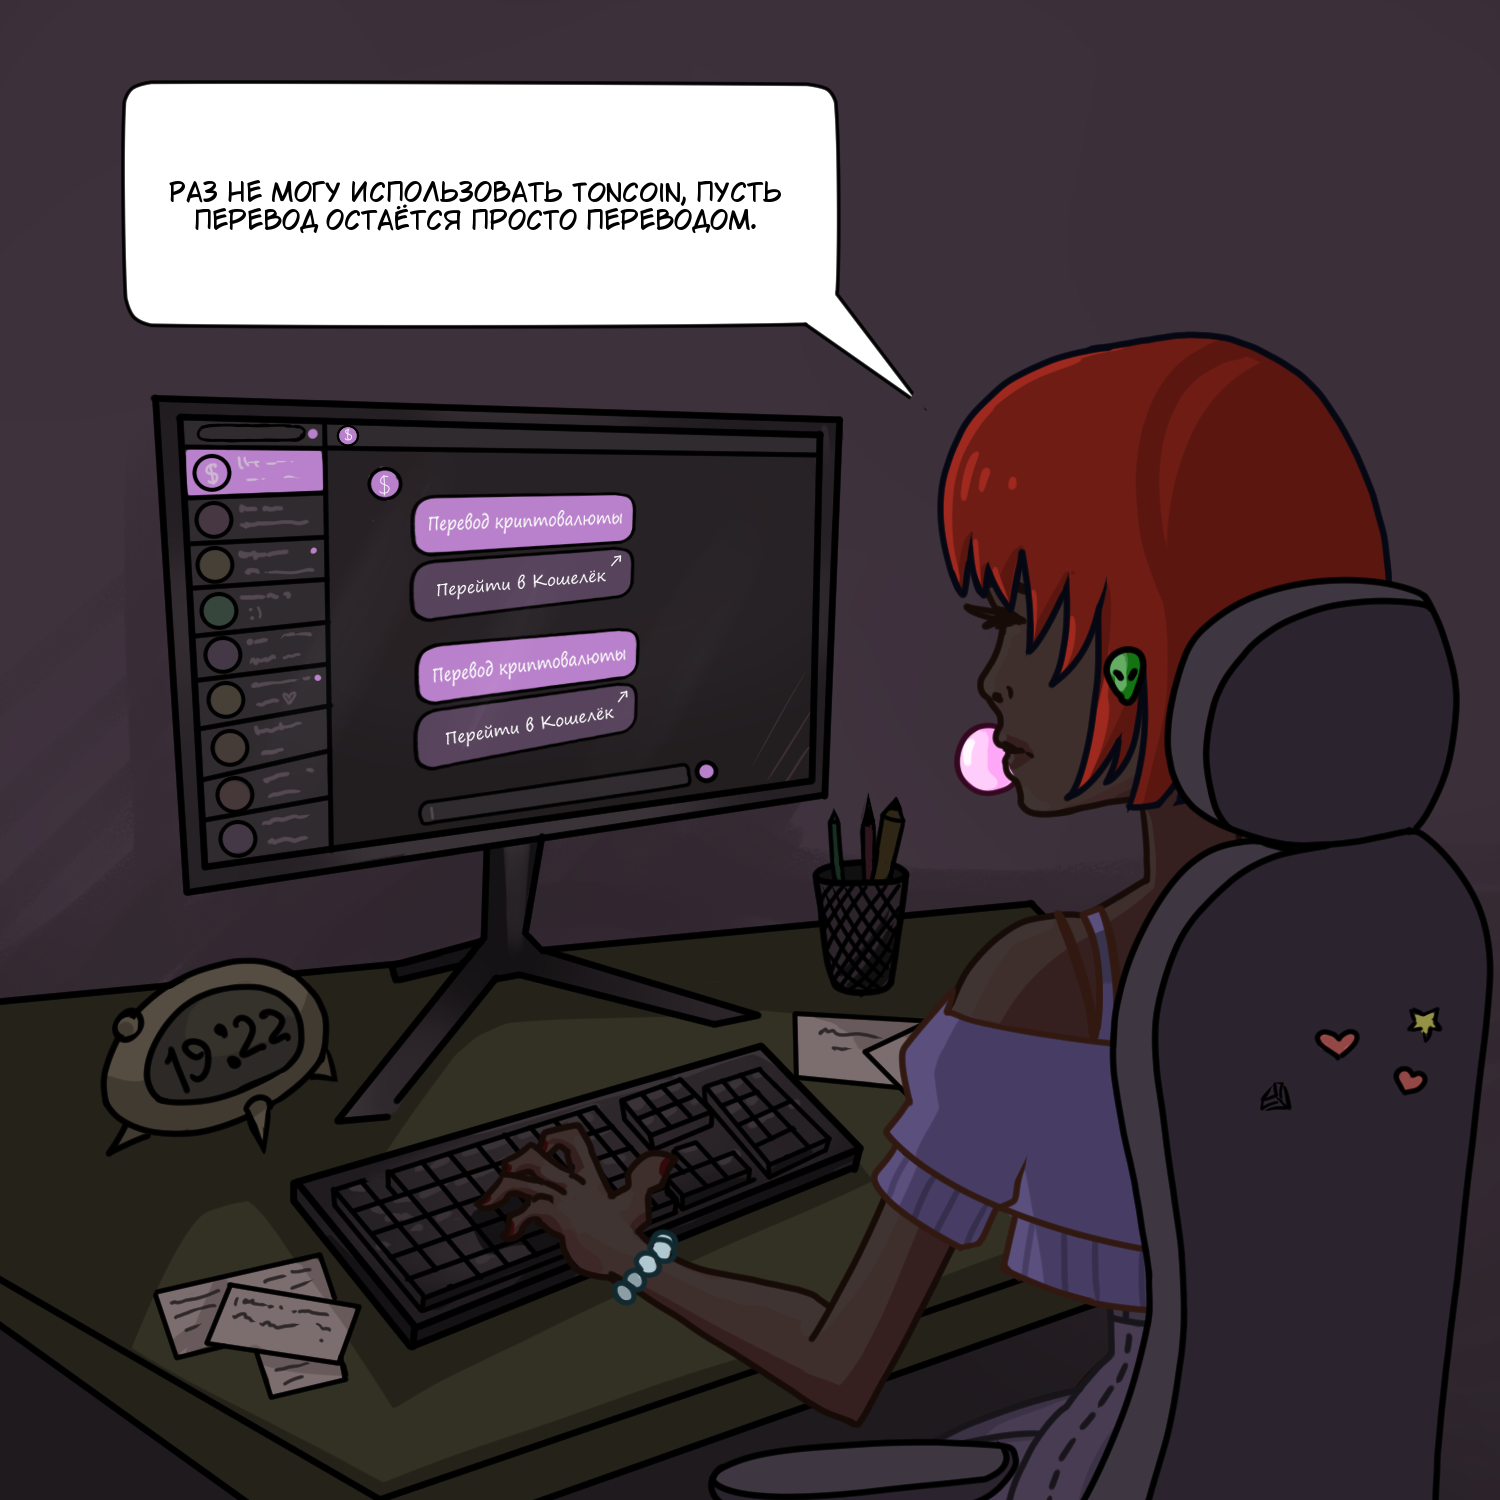 РАЗ НЕ МОГУ ИСПОЛЬЗОВАТЬ TONCOIN, ПУСТЬ
ПЕРЕВОД ОСТАЁТСЯ ПРОСТО ПЕРЕВОДОМ.
$
$
$
Перевод криптовалюты
Перейти в Кошелёк
:)
Перевод криптовалюты
Перейти в Кошелёк
19:22